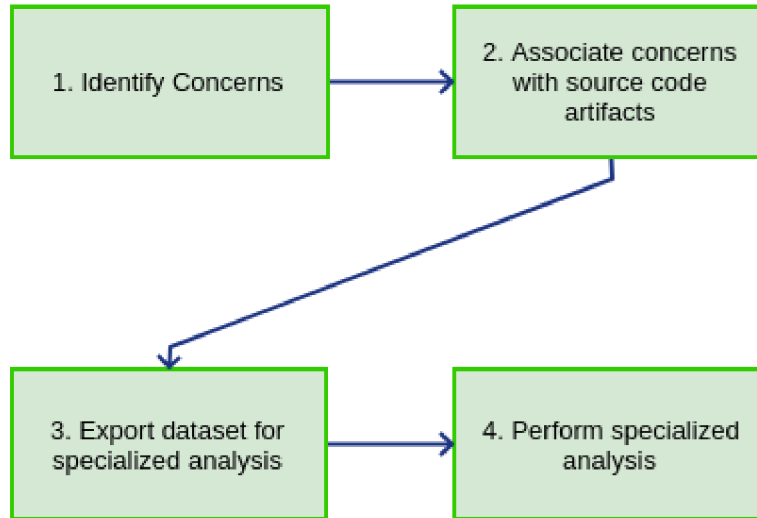 1. Identify Concerns
2. Associate concerns
with source code
artifacts
3. Export dataset for
specialized analysis
4. Perform specialized
analysis